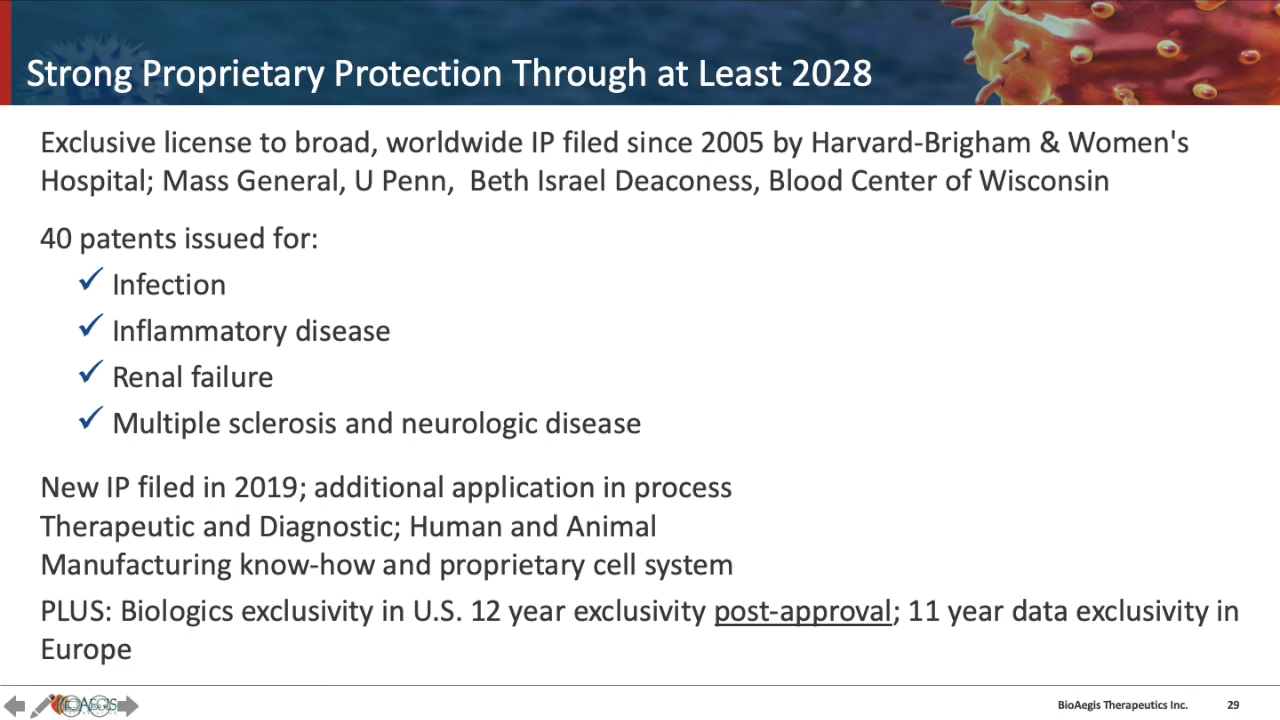 Strong Proprietary Protection Through at Least 2028
Exclusive license to broad, worldwide IP filed since 2005 by Harvard-Brigham & Women's
Hospital; Mass General, U Penn,  Beth Israel Deaconess, Blood Center of Wisconsin
40 patents issued for:
✓ Infection
✓ Inflammatory disease
✓ Renal failure
✓ Multiple sclerosis and neurologic disease
New IP filed in 2019; additional application in process
Therapeutic and Diagnostic; Human and Animal
Manufacturing know-how and proprietary cell system
PLUS: Biologics exclusivity in U.S. 12 year exclusivity post-approval; 11 year data exclusivity in
Europe
BioAegis Therapeutics Inc.
29